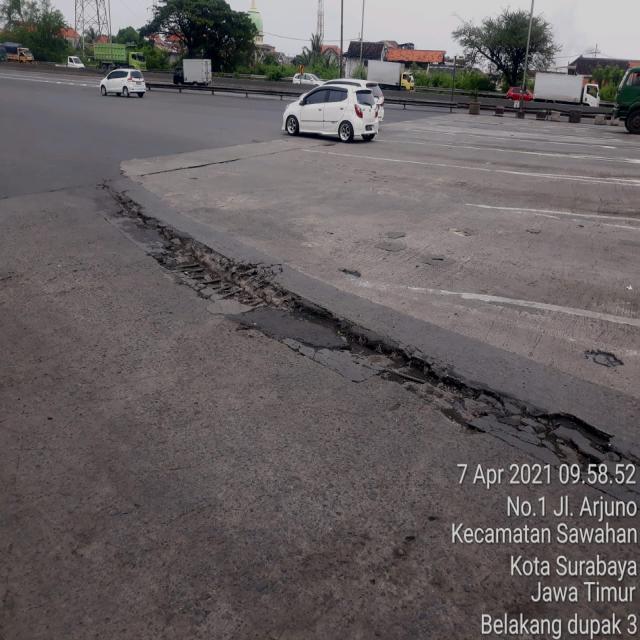 7 Apr 2021 09.58.52
No.1 Jl. Arjuno
Kecamatan Sawahan
Kota Surabaya
Jawa Timur
Belakang dupak 3